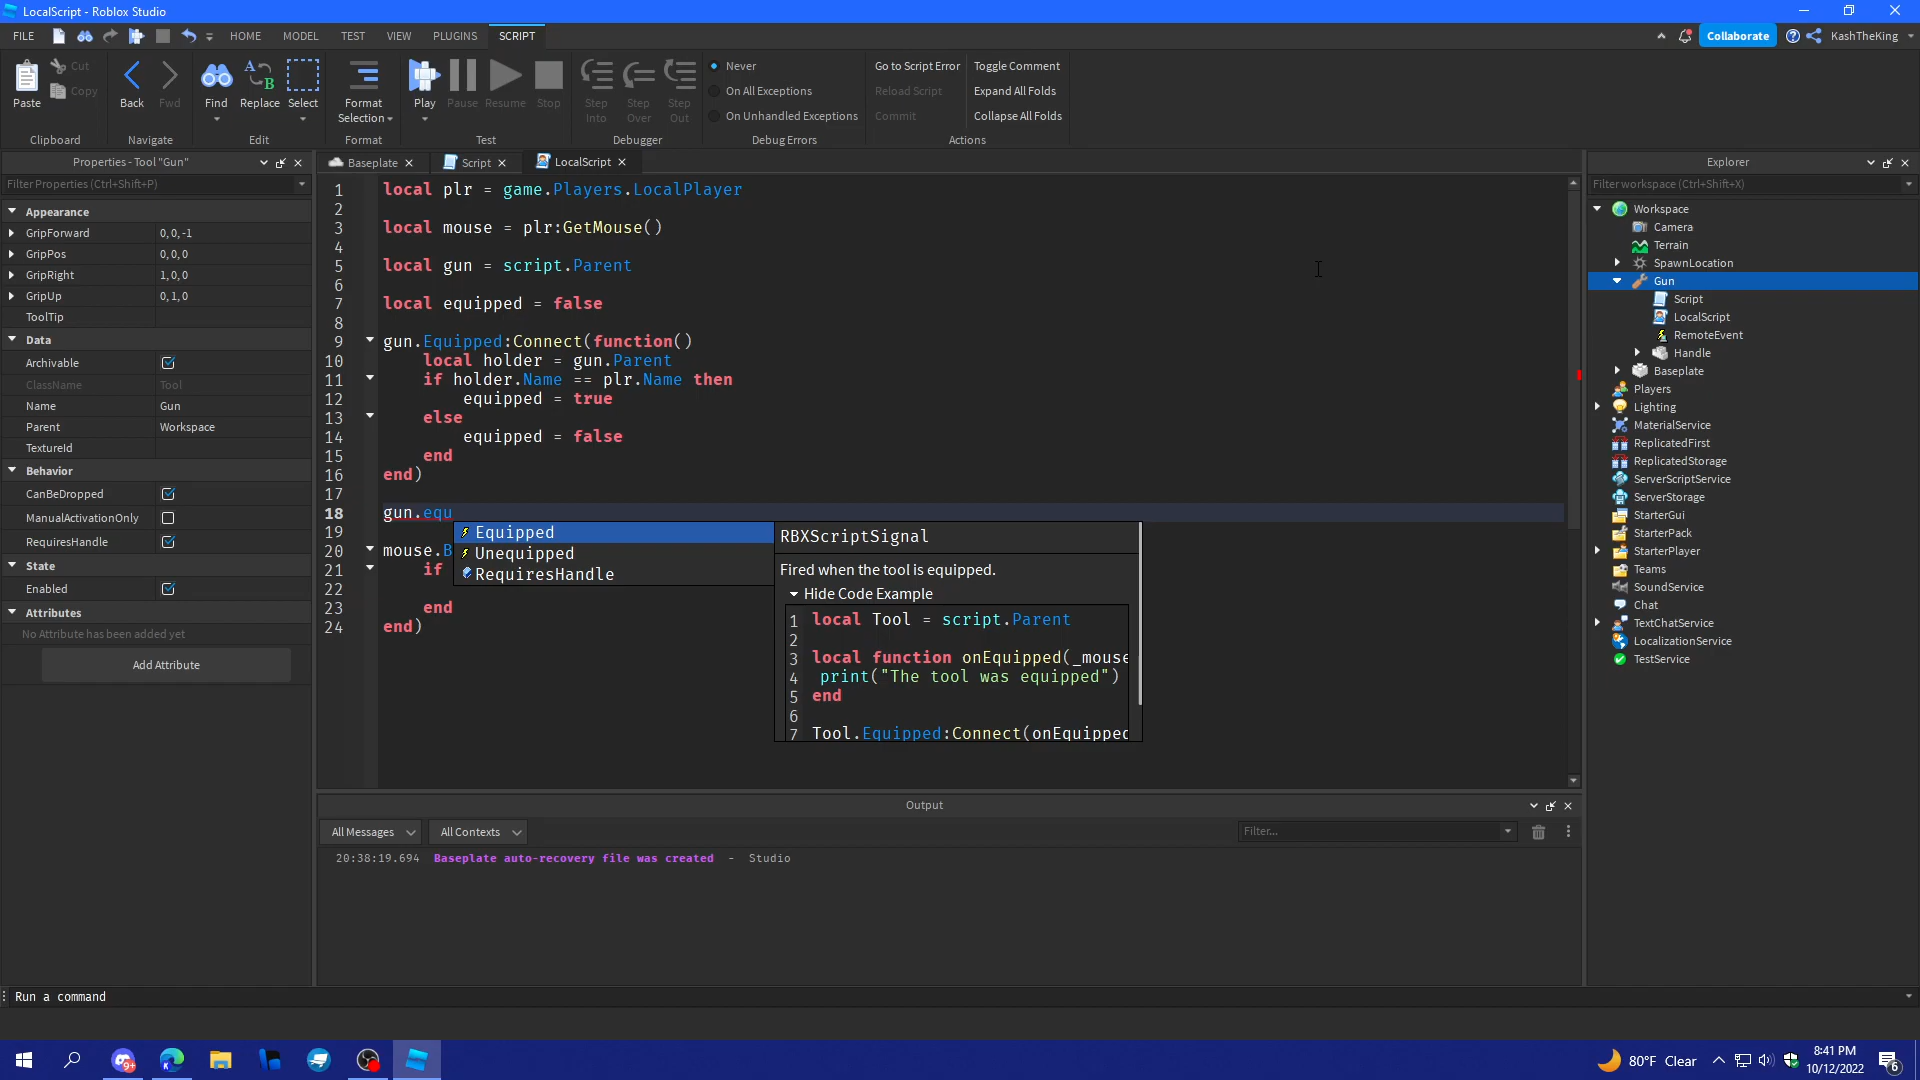 LocalScript - Roblox Studio
FILE HOME MODEL TEST VIEW PLUGINS SCRIPT Collaborate KashTheKing
Paste Cut Copy Clipboard
Back Fwd Navigate
Find Replace Select Edit
Format Selection Format
Play Pause Resume Stop Test
Step Into Step Over Step Out Debugger
Never
On All Exceptions
On Unhandled Exceptions
Debug Errors
Go to Script Error Toggle Comment
Reload Script Expand All Folds
Commit Collapse All Folds
Actions
Properties - Tool "Gun"
Filter Properties (Ctrl+Shift+P)
Appearance
GripForward 0, 0, -1
GripPos 0, 0, 0
GripRight 1, 0, 0
GripUp 0, 1, 0
ToolTip
Data
Archivable
ClassName Tool
Name Gun
Parent Workspace
TextureId
Behavior
CanBeDropped
ManualActivationOnly
RequiresHandle
State
Enabled
Attributes
No Attribute has been added yet
Add Attribute
Baseplate Script LocalScript
1 local plr = game.Players.LocalPlayer
2
3 local mouse = plr:GetMouse()
4
5 local gun = script.Parent
6
7 local equipped = false
8
9 gun.Equipped:Connect(function()
10 local holder = gun.Parent
11 if holder.Name == plr.Name then
12 equipped = true
13 else
14 equipped = false
15 end
16 end)
17
18 gun.equ
19
20 mouse.B
21 if
22
23 end
24 end)
Equipped
Unequipped
RequiresHandle
RBXScriptSignal
Fired when the tool is equipped.
Hide Code Example
1 local Tool = script.Parent
2
3 local function onEquipped(_mouse
4 print("The tool was equipped")
5 end
6
7 Tool.Equipped:Connect(onEquipped
Output
All Messages All Contexts Filter...
20:38:19.694 Baseplate auto-recovery file was created - Studio
Explorer
Filter workspace (Ctrl+Shift+X)
Workspace
Camera
Terrain
SpawnLocation
Gun
Script
LocalScript
RemoteEvent
Handle
Baseplate
Players
Lighting
MaterialService
ReplicatedFirst
ReplicatedStorage
ServerScriptService
ServerStorage
StarterGui
StarterPack
StarterPlayer
Teams
SoundService
Chat
TextChatService
LocalizationService
TestService
Run a command
9+ K 80°F Clear 8:41 PM
10/12/2022 6